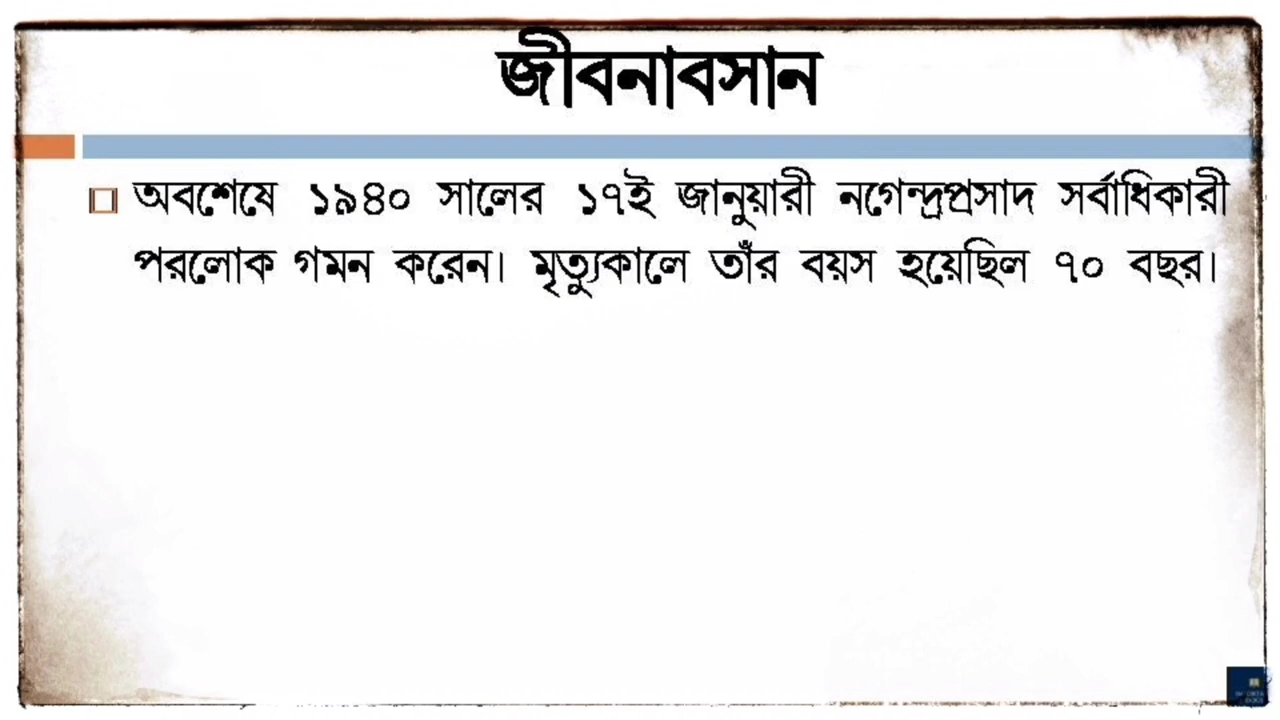 জীবনাবসান
অবশেষে ১৯৪০ সালের ১৭ই জানুয়ারী নগেন্দ্রপ্রসাদ সর্বাধিকারী
পরলোক গমন করেন। মৃত্যুকালে তাঁর বয়স হয়েছিল ৭০ বছর।